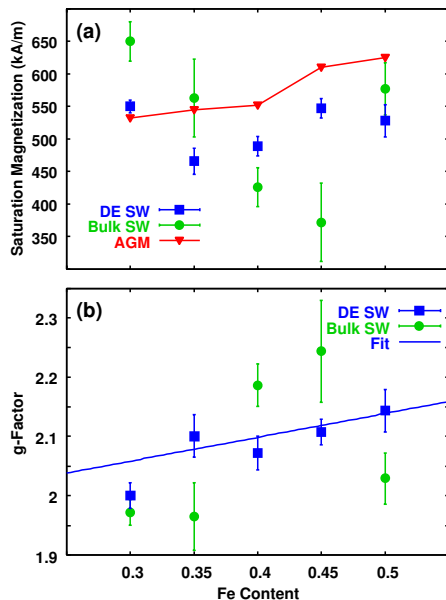 (a)
Saturation Magnetization (kA/m)
650
600
550
500
450
400
350
DE SW
Bulk SW
AGM
(b)
g-Factor
2.3
2.2
2.1
2
1.9
DE SW
Bulk SW
Fit
0.3 0.35 0.4 0.45 0.5
Fe Content